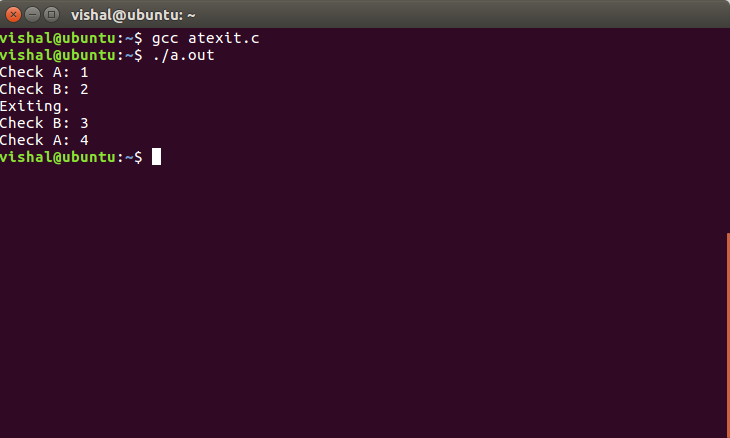 vishal@ubuntu: ~
vishal@ubuntu:~$ gcc atexit.c
vishal@ubuntu:~$ ./a.out
Check A: 1
Check B: 2
Exiting.
Check B: 3
Check A: 4
vishal@ubuntu:~$